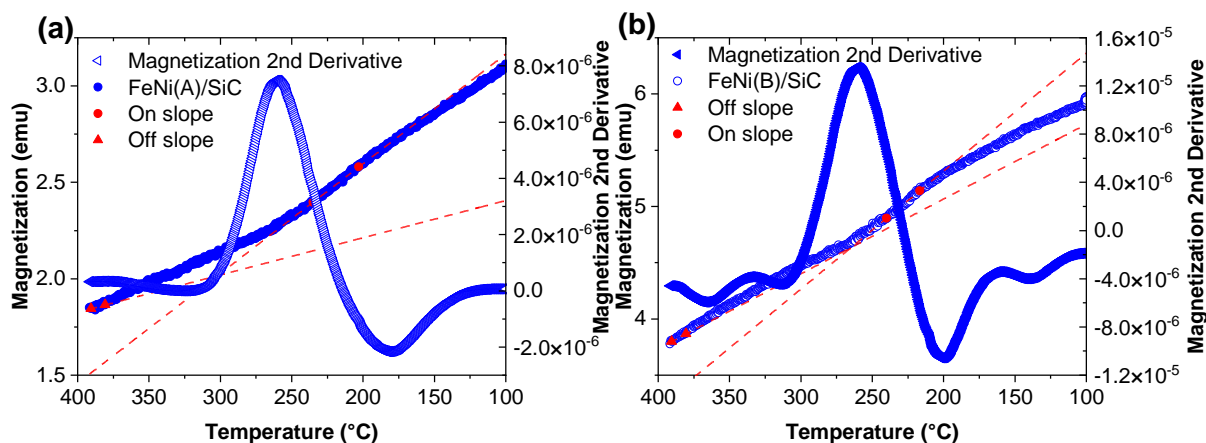 (a)
Magnetization 2nd Derivative
FeNi(A)/SiC
On slope
Off slope
Magnetization (emu)
3.0
2.5
2.0
1.5
8.0×10⁻⁶
6.0×10⁻⁶
4.0×10⁻⁶
2.0×10⁻⁶
0.0
-2.0×10⁻⁶
Magnetization 2nd Derivative
400 350 300 250 200 150 100
Temperature (°C)
(b)
Magnetization 2nd Derivative
FeNi(B)/SiC
Off slope
On slope
Magnetization (emu)
6
5
4
1.6×10⁻⁵
1.2×10⁻⁵
8.0×10⁻⁶
4.0×10⁻⁶
0.0
-4.0×10⁻⁶
-8.0×10⁻⁶
-1.2×10⁻⁵
Magnetization 2nd Derivative
400 350 300 250 200 150 100
Temperature (°C)